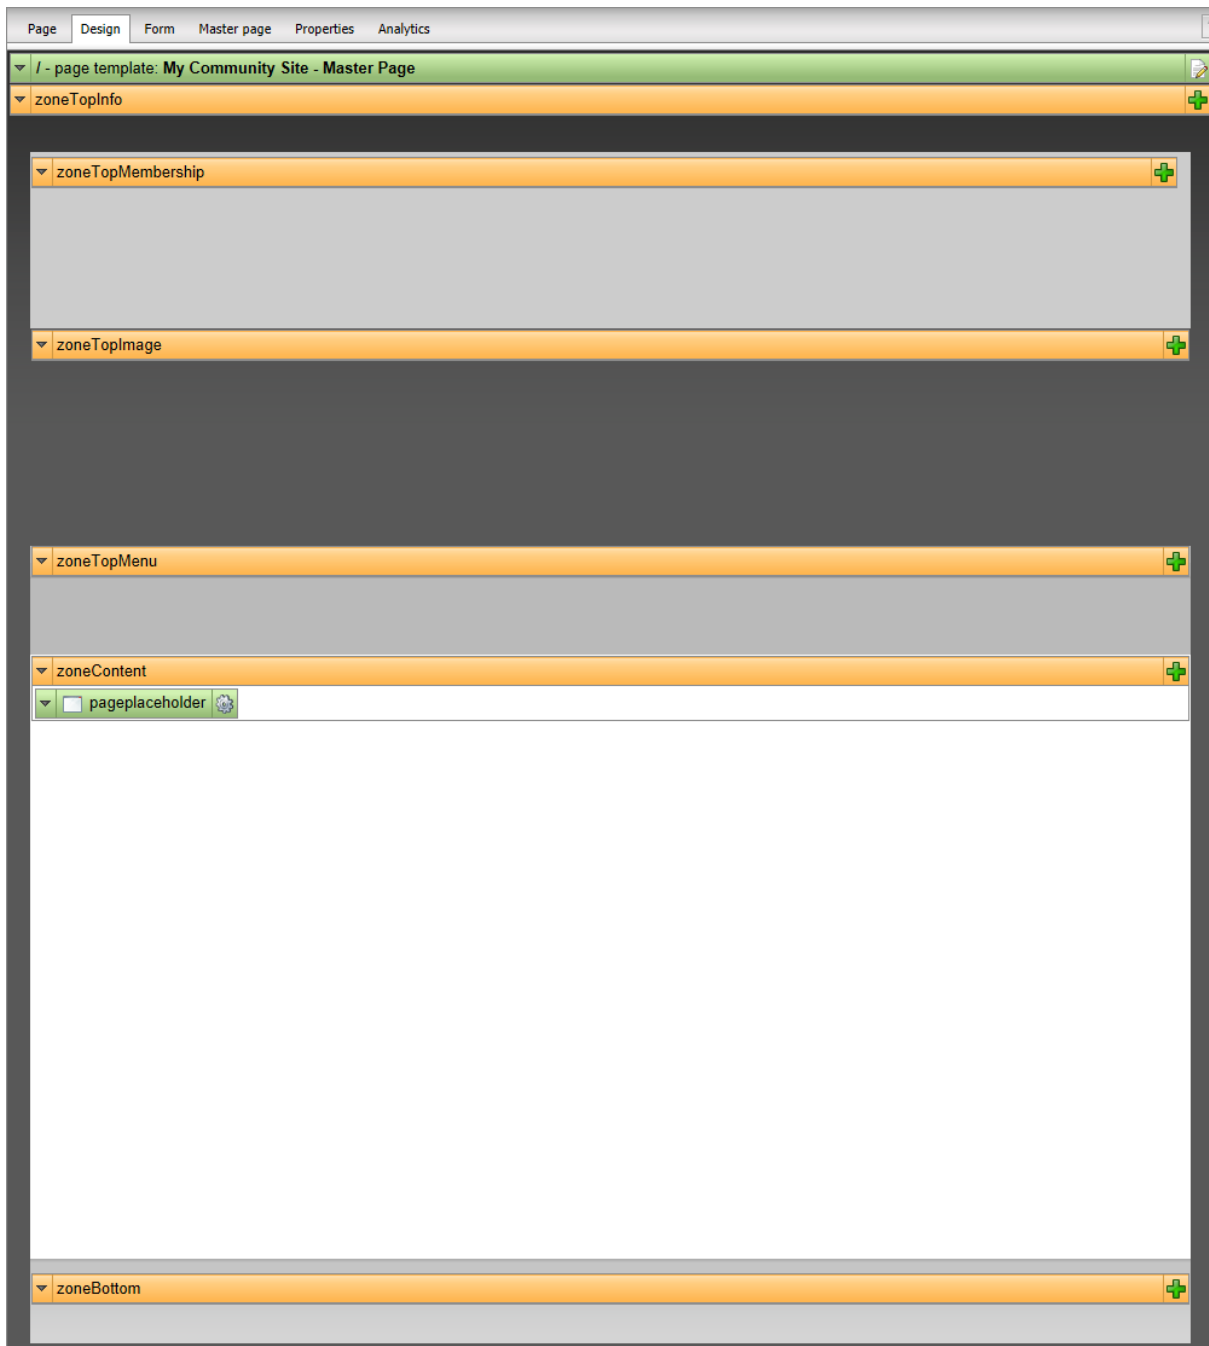 Page Design Form Master page Properties Analytics
/ - page template: My Community Site - Master Page
zoneTopInfo
zoneTopMembership
zoneTopImage
zoneTopMenu
zoneContent
pageplaceholder
zoneBottom